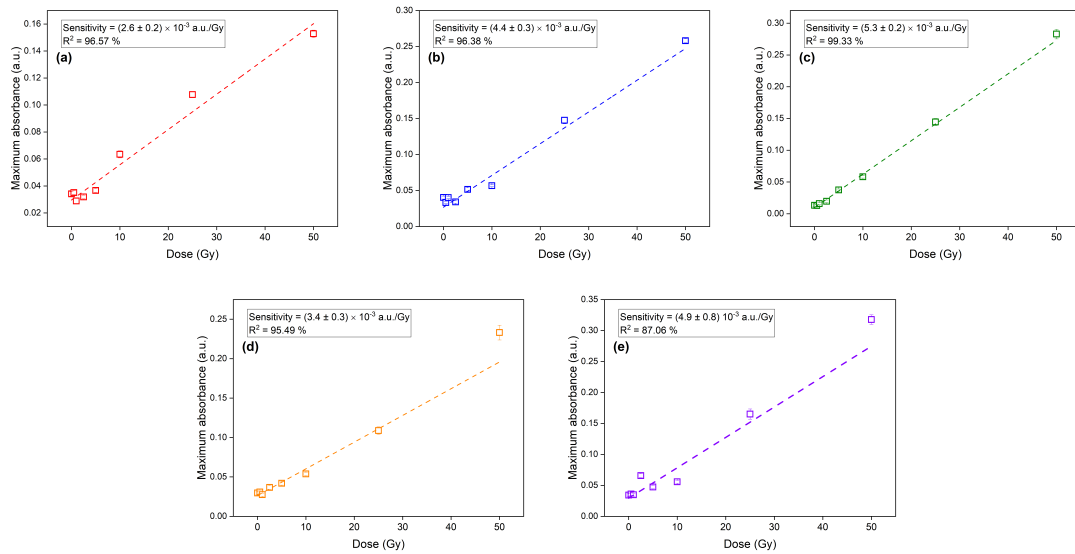 Sensitivity = (2.6 ± 0.2) × 10⁻³ a.u./Gy
R² = 96.57 %
(a)
Maximum absorbance (a.u.)
0.16
0.14
0.12
0.10
0.08
0.06
0.04
0.02
0
10
20
30
40
50
Dose (Gy)
Sensitivity = (4.4 ± 0.3) × 10⁻³ a.u./Gy
R² = 96.38 %
(b)
Maximum absorbance (a.u.)
0.30
0.25
0.20
0.15
0.10
0.05
0.00
0
10
20
30
40
50
Dose (Gy)
Sensitivity = (5.3 ± 0.2) × 10⁻³ a.u./Gy
R² = 99.33 %
(c)
Maximum absorbance (a.u.)
0.30
0.25
0.20
0.15
0.10
0.05
0.00
0
10
20
30
40
50
Dose (Gy)
Sensitivity = (3.4 ± 0.3) × 10⁻³ a.u./Gy
R² = 95.49 %
(d)
Maximum absorbance (a.u.)
0.25
0.20
0.15
0.10
0.05
0.00
0
10
20
30
40
50
Dose (Gy)
Sensitivity = (4.9 ± 0.8) 10⁻³ a.u./Gy
R² = 87.06 %
(e)
Maximum absorbance (a.u.)
0.35
0.30
0.25
0.20
0.15
0.10
0.05
0.00
0
10
20
30
40
50
Dose (Gy)